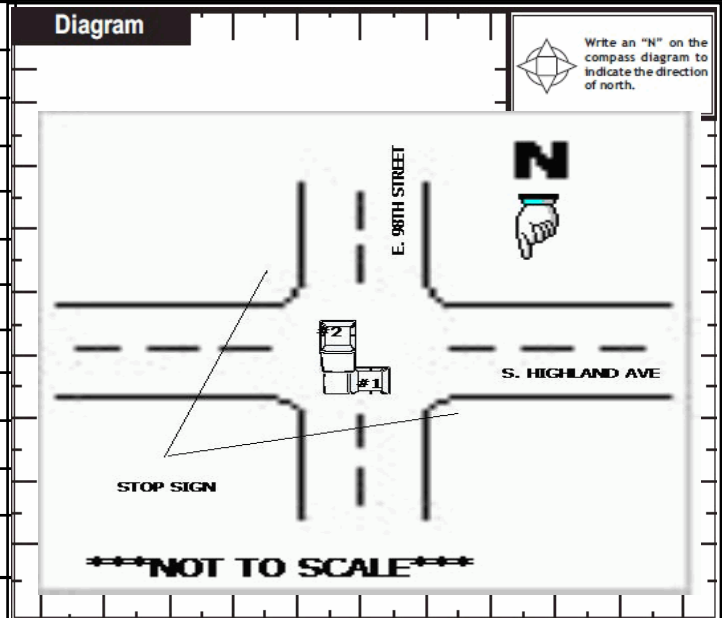 Diagram
Write an “N” on the
compass diagram to
indicate the direction
of north.
N
E. 98TH STREET
#2
#1
S. HIGHLAND AVE
STOP SIGN
****NOT TO SCALE****